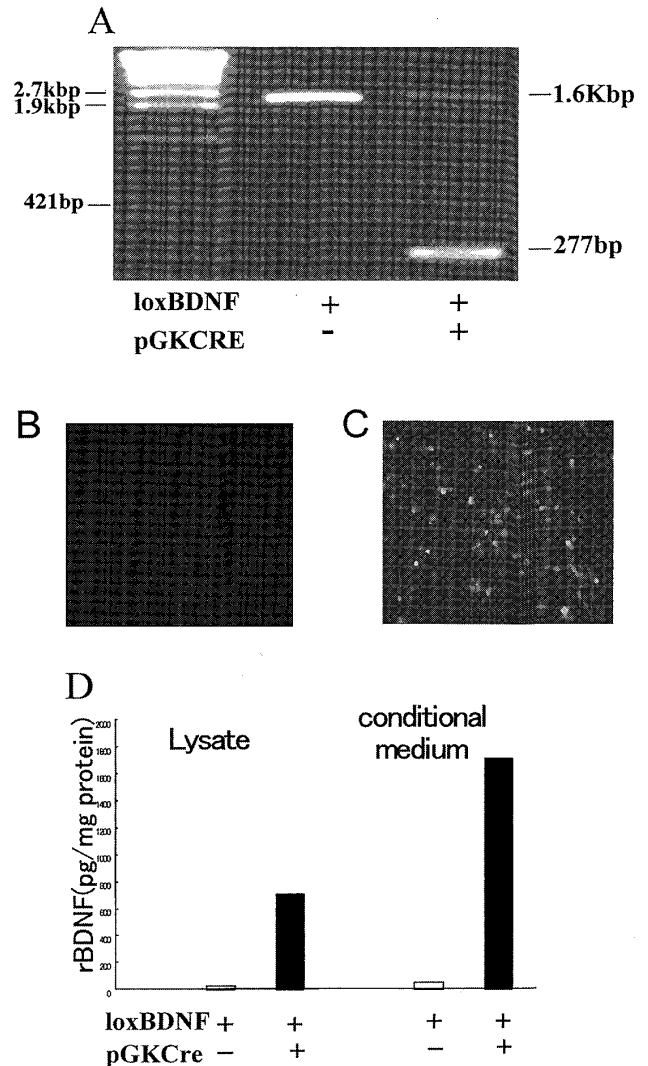 A
2.7kbp
1.9kbp
1.6Kbp
421bp
277bp
loxBDNF + +
pGKCRE - +
B
C
D
Lysate
conditional
medium
rBDNF(pg/mg protein)
2000
1800
1600
1400
1200
1000
800
600
400
200
0
loxBDNF + + + +
pGKCre − + − +